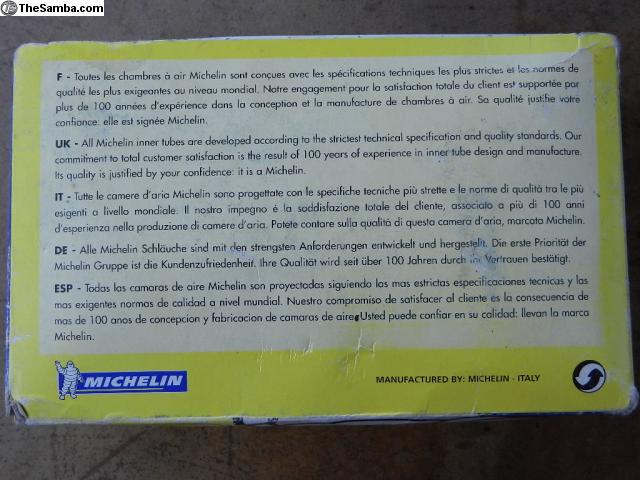 TheSamba.com
F - Toutes les chambres à air Michelin sont conçues avec les spécifications techniques les plus strictes et les normes de
qualité les plus exigeantes au niveau mondial. Notre engagement pour la satisfaction totale du client est supportée par
plus de 100 années d'expérience dans la conception et la manufacture de chambres à air. Sa qualité justifie votre
confiance: elle est signée Michelin.
UK - All Michelin inner tubes are developed according to the strictest technical specification and quality standards. Our
commitment to total customer satisfaction is the result of 100 years of experience in inner tube design and manufacture.
Its quality is justified by your confidence: it is a Michelin.
IT - Tutte le camere d'aria Michelin sono progettate con le specifiche tecniche più strette e le norme di qualità tra le più
esigenti a livello mondiale. Il nostro impegno é la soddisfazione totale del cliente, associato a più di 100 anni
d'esperienza nella produzione di camere d'aria. Potete contare sulla qualità di questa camera d'aria, marcata Michelin.
DE - Alle Michelin Schläuche sind mit den strengsten Anforderungen entwickelt und hergestellt. Die erste Priorität der
Michelin Gruppe ist die Kundenzufriedenheit. Ihre Qualität wird seit über 100 Jahren durch ihr Vertrauen bestätigt.
ESP - Todas las camaras de aire Michelin son proyectadas siguiendo las mas estrictas especificaciones tecnicas y las
mas exigentes normas de calidad a nivel mundial. Nuestro compromiso de satisfacer al cliente es la consecuencia de
mas de 100 anos de concepcion y fabricacion de camaras de aire. Usted puede confiar en su calidad: llevan la marca
Michelin.
MICHELIN
MANUFACTURED BY: MICHELIN - ITALY